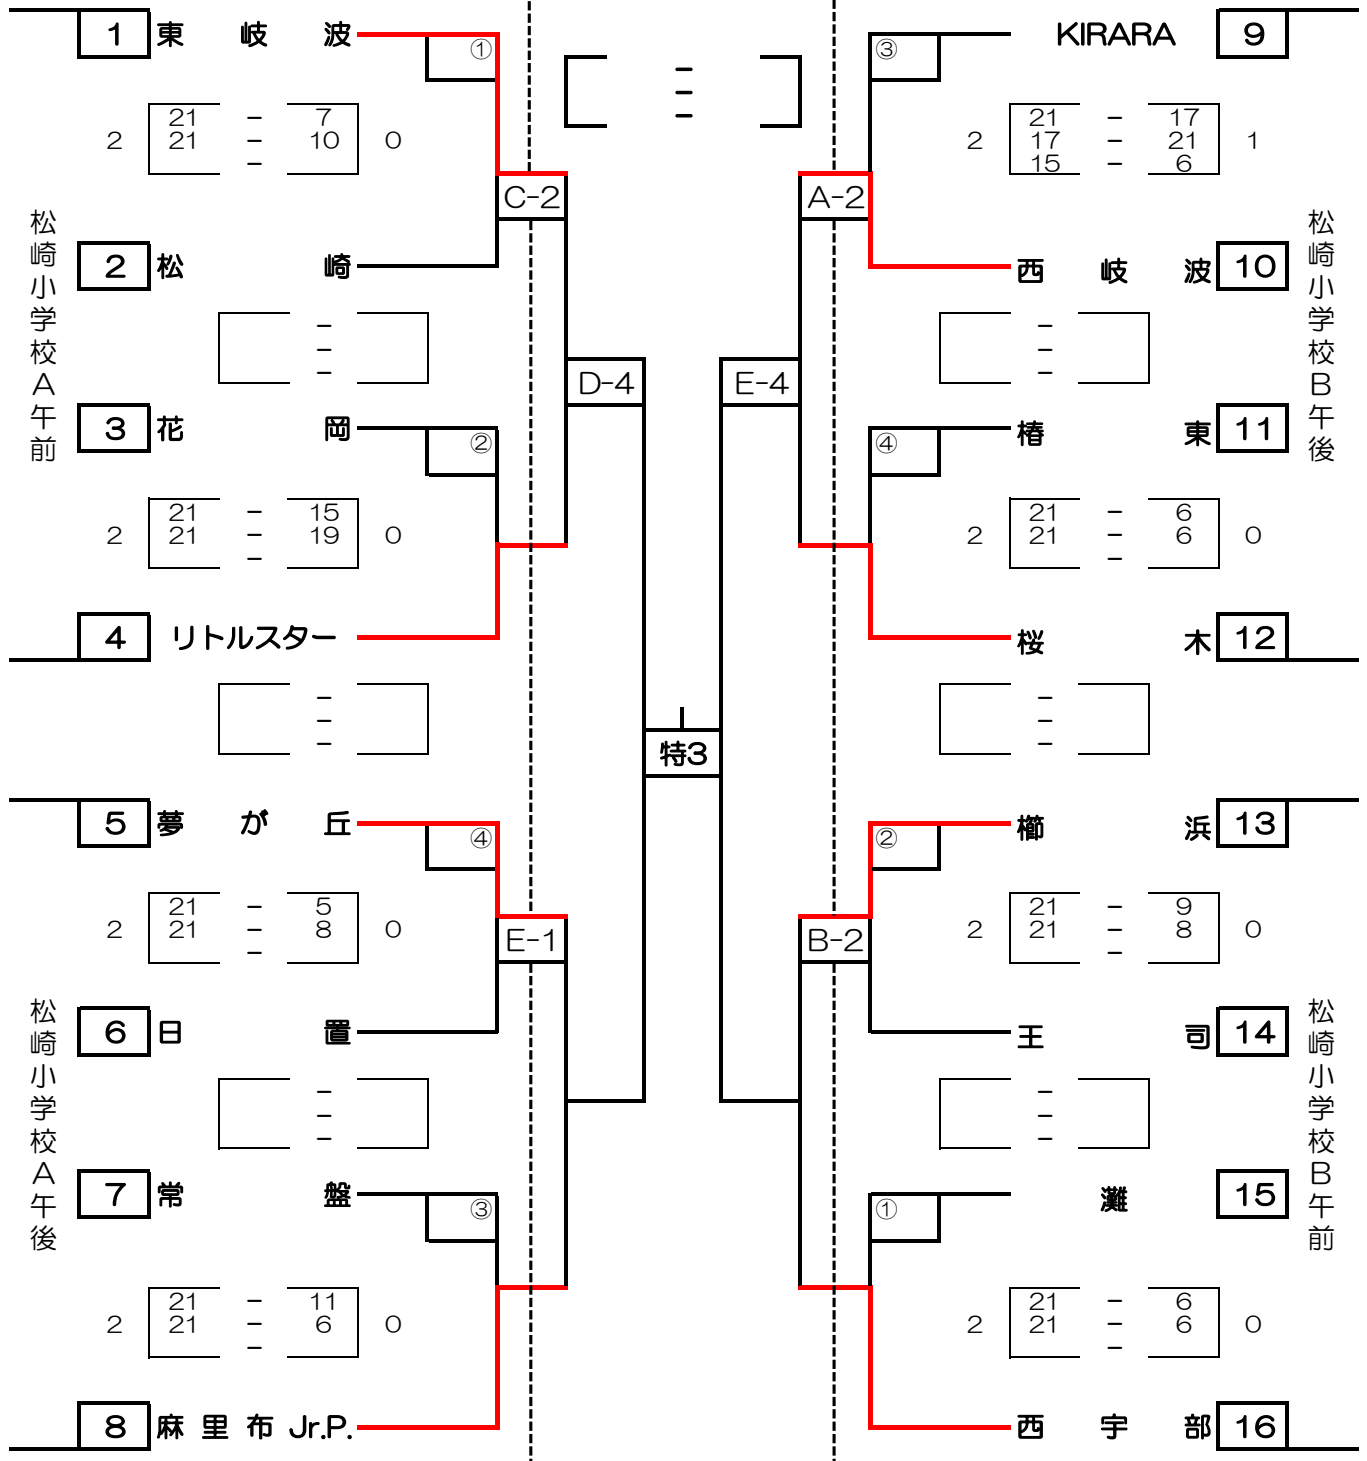 1 東岐波 ①
2 21 - 7 0
21 - 10
-
C-2
2 松崎
-
-
-
松崎小学校A午前
D-4
3 花岡 ②
2 21 - 15 0
21 - 19
-
4 リトルスター
-
-
-
5 夢が丘 ④
2 21 - 5 0
21 - 8
-
E-1
6 日置
-
-
-
松崎小学校A午後
7 常盤 ③
2 21 - 11 0
21 - 6
-
8 麻里布Jr.P.
-
-
-
特3
③ KIRARA 9
2 21 - 17 1
17 - 21
15 - 6
A-2
西岐波 10
-
-
-
松崎小学校B午後
E-4
④ 椿東 11
2 21 - 6 0
21 - 6
-
桜木 12
-
-
-
② 櫛浜 13
2 21 - 9 0
21 - 8
-
B-2
王司 14
-
-
-
松崎小学校B午前
① 灘 15
2 21 - 6 0
21 - 6
-
西宇部 16